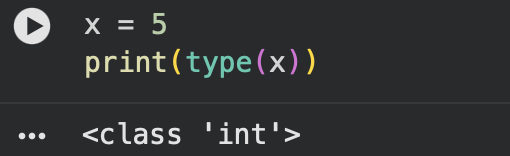 x = 5
print(type(x))
<class 'int'>